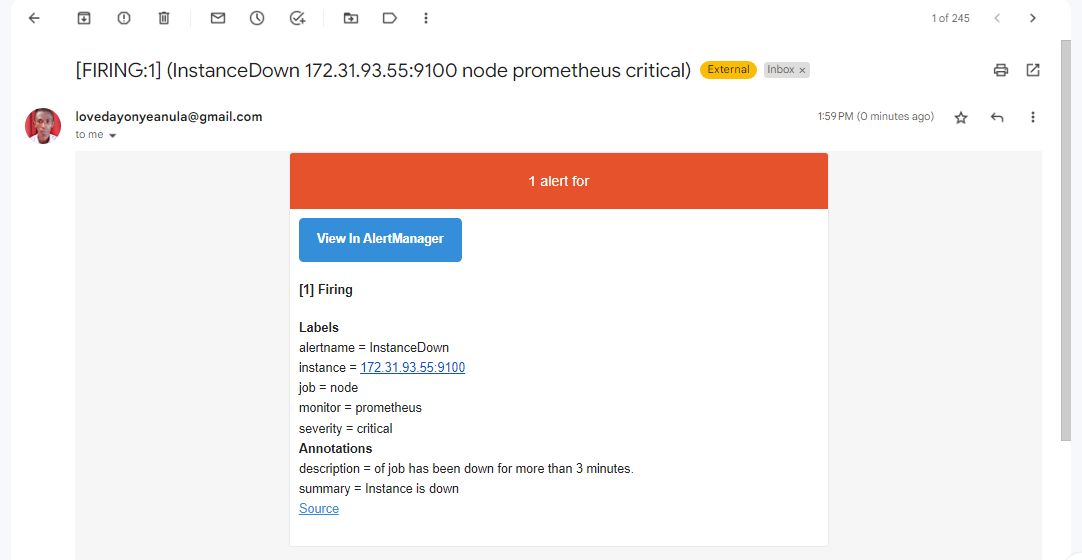 1 of 245
[FIRING:1] (InstanceDown 172.31.93.55:9100 node prometheus critical) External Inbox x
lovedayonyeanula@gmail.com 1:59 PM (0 minutes ago)
to me
1 alert for
View In AlertManager
[1] Firing
Labels
alertname = InstanceDown
instance = 172.31.93.55:9100
job = node
monitor = prometheus
severity = critical
Annotations
description = of job has been down for more than 3 minutes.
summary = Instance is down
Source